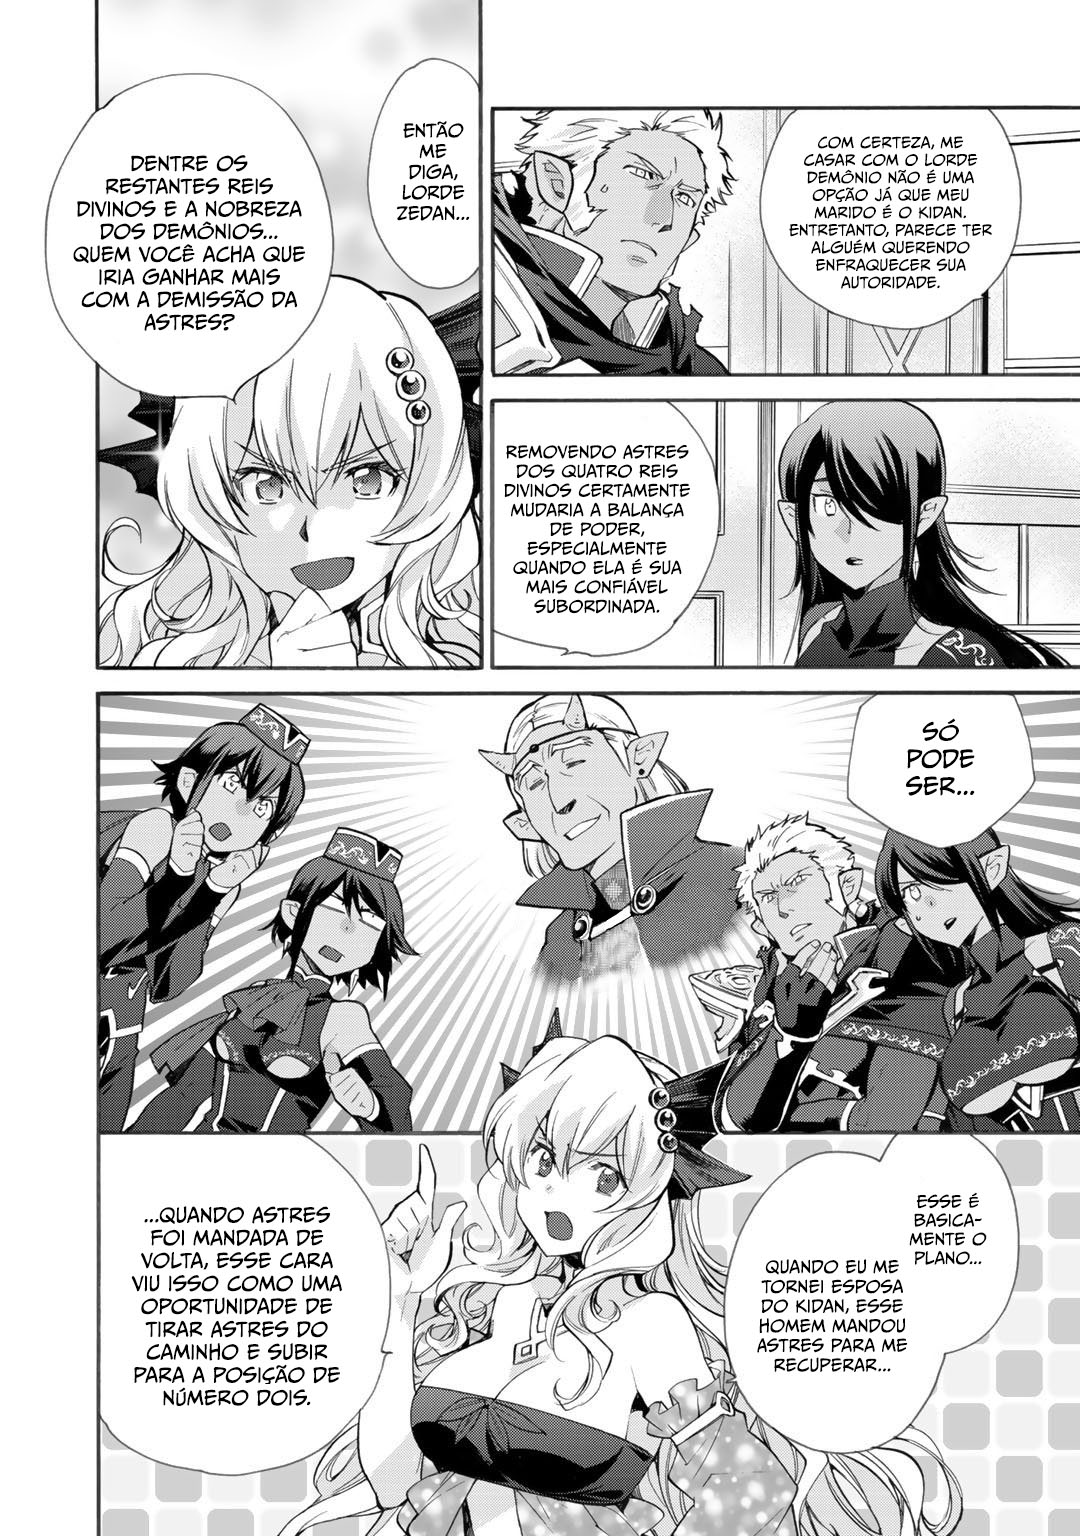 COM CERTEZA, ME
CASAR COM O LORDE
DEMÔNIO NÃO É UMA
OPÇÃO JÁ QUE MEU
MARIDO É O KIDAN.
ENTRETANTO, PARECE TER
ALGUÉM QUERENDO
ENFRAQUECER SUA
AUTORIDADE.
REMOVENDO ASTRES
DOS QUATRO REIS
DIVINOS CERTAMENTE
MUDARIA A BALANÇA
DE PODER,
ESPECIALMENTE
QUANDO ELA É SUA
MAIS CONFIÁVEL
SUBORDINADA.
ENTÃO
ME
DIGA,
LORDE
ZEDAN...
DENTRE OS
RESTANTES REIS
DIVINOS E A NOBREZA
DOS DEMÔNIOS...
QUEM VOCÊ ACHA QUE
IRIA GANHAR MAIS
COM A DEMISSÃO DA
ASTRES?
SÓ
PODE
SER...
ESSE É
BASICA-
MENTE O
PLANO...
QUANDO EU ME
TORNEI ESPOSA
DO KIDAN, ESSE
HOMEM MANDOU
ASTRES PARA ME
RECUPERAR...
...QUANDO ASTRES
FOI MANDADA DE
VOLTA, ESSE CARA
VIU ISSO COMO UMA
OPORTUNIDADE DE
TIRAR ASTRES DO
CAMINHO E SUBIR
PARA A POSIÇÃO DE
NÚMERO DOIS.